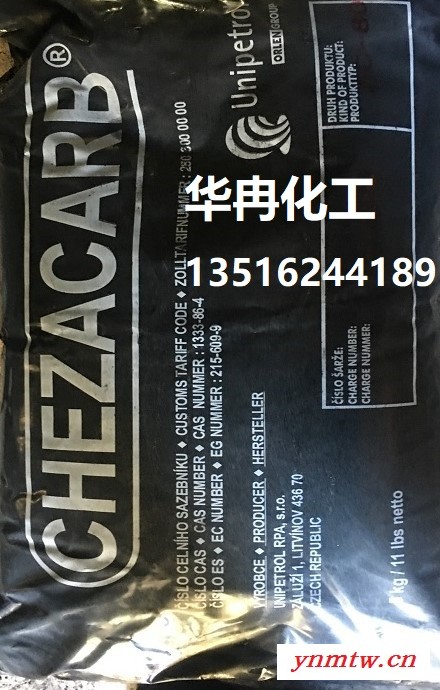 CHEZACARB®
Unipetrol
ORLEN GROUP
DRUH PRODUKTU:
KIND OF PRODUCT:
PRODUKTTYP:
ČÍSLO CELNÍHO SAZEBNÍKU ◆ CUSTOMS TARIFF CODE ◆ ZOLLTARIFNUMMER : 280 300 00 00
ČÍSLO CAS ◆ CAS NUMBER ◆ CAS NUMMER : 1333-86-4
ČÍSLO ES ◆ EC NUMBER ◆ EG NUMMER : 215-609-9
VÝROBCE ◆ PRODUCER ◆ HERSTELLER
UNIPETROL RPA, s.r.o.
ZÁLUŽÍ 1, LITVÍNOV 436 70
CZECH REPUBLIC
ČÍSLO ŠARŽE:
CHARGE NUMBER:
CHARGE NUMMER:
kg / 11 lbs netto
华冉化工
13516244189
ynmtw.cn